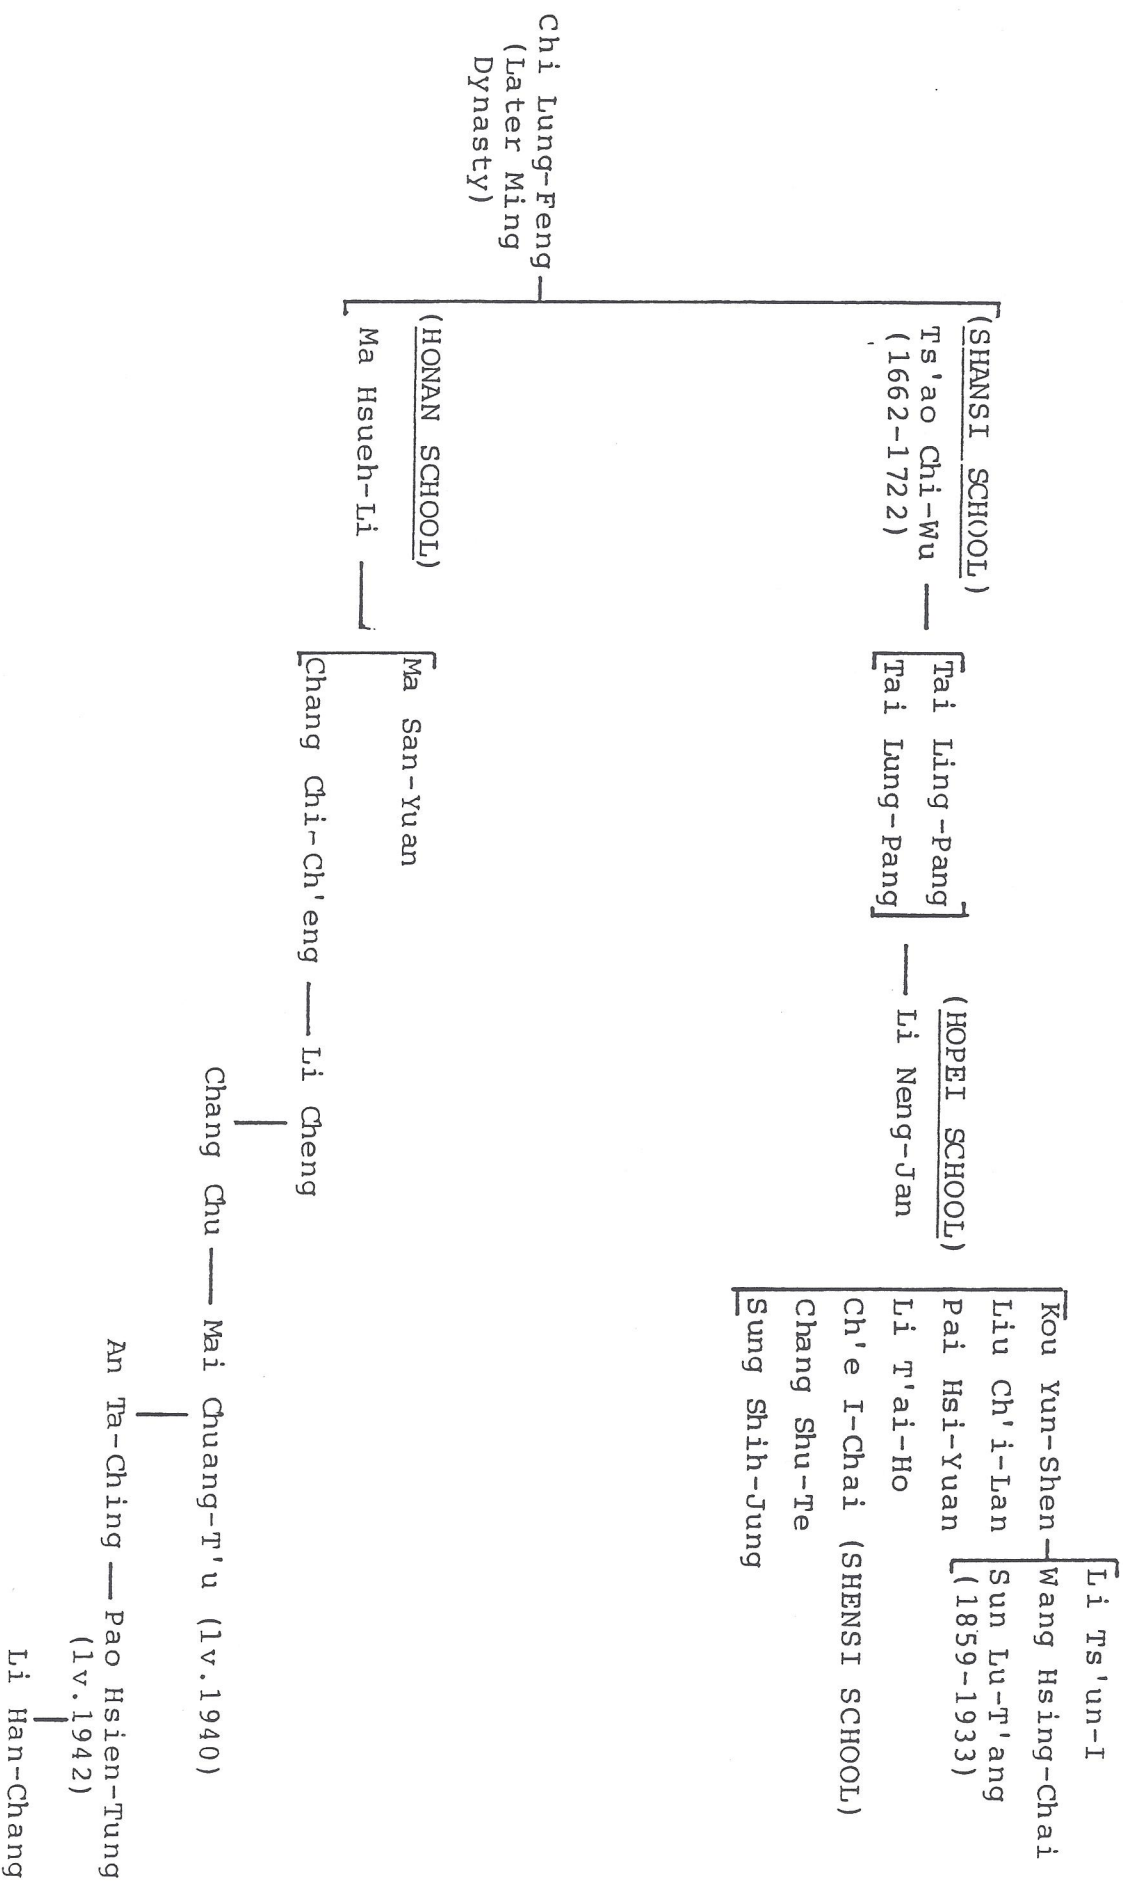 Chi Lung-Feng
(Later Ming
Dynasty)
(SHANSI SCHOOL)
Ts'ao Chi-Wu
(1662-1722)
Tai Ling-Pang
Tai Lung-Pang
(HOPEI SCHOOL)
Li Neng-Jan
Kou Yun-Shen
Liu Ch'i-Lan
Pai Hsi-Yuan
Li T'ai-Ho
Ch'e I-Chai (SHENSI SCHOOL)
Chang Shu-Te
Sung Shih-Jung
Li Ts'un-I
Wang Hsing-Chai
Sun Lu-T'ang
(1859-1933)
(HONAN SCHOOL)
Ma Hsueh-Li
Ma San-Yuan
Chang Chi-Ch'eng
Li Cheng
Chang Chu
Mai Chuang-T'u (lv.1940)
An Ta-Ching
Pao Hsien-Tung
(lv.1942)
Li Han-Chang